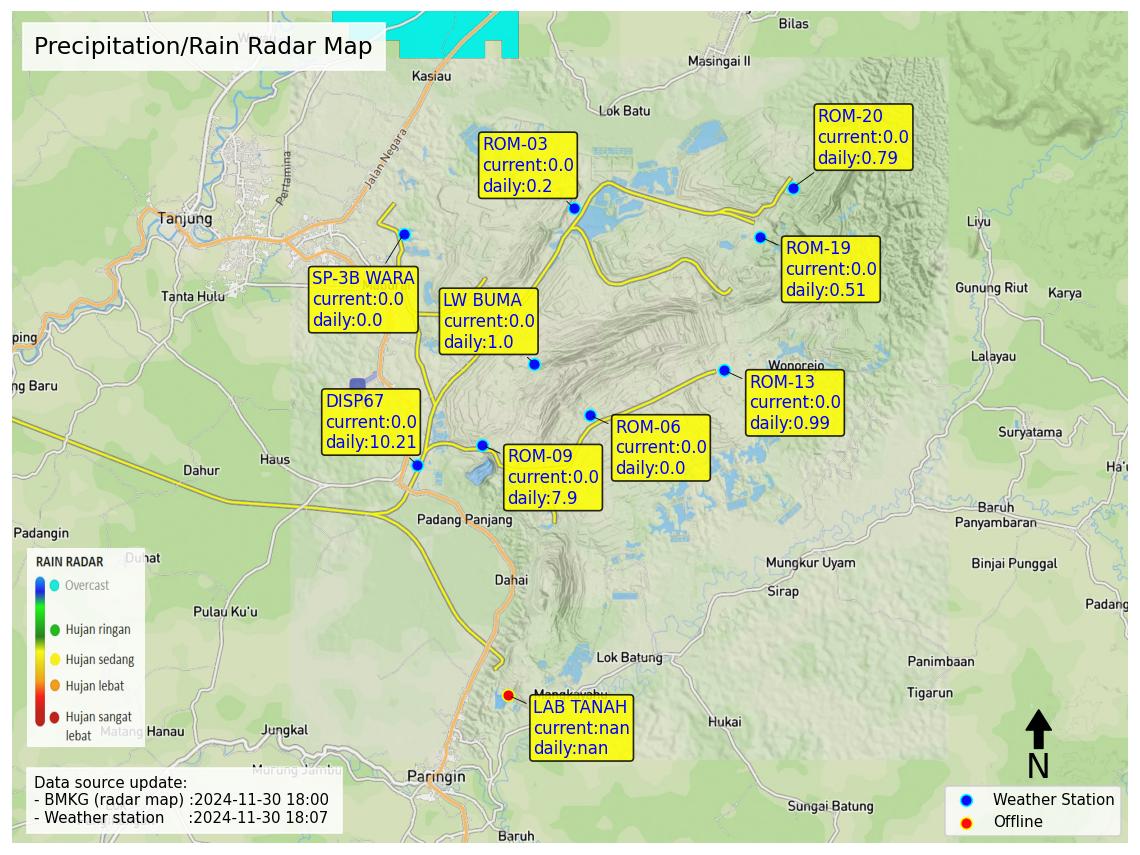 Precipitation/Rain Radar Map
Bilas
Masingai II
Kasiau
Lok Batu
ROM-20
current:0.0
daily:0.79
ROM-03
current:0.0
daily:0.2
Jalan Negara
Pertamina
Tanjung
Liyu
ROM-19
current:0.0
daily:0.51
SP-3B WARA
current:0.0
daily:0.0
LW BUMA
current:0.0
daily:1.0
Tanta Hulu
Gunung Riut
Karya
ping
Lalayau
Wonorejo
ng Baru
ROM-13
current:0.0
daily:0.99
DISP67
current:0.0
daily:10.21
ROM-06
current:0.0
daily:0.0
Suryatama
ROM-09
current:0.0
daily:7.9
Haus
Dahur
Ha'u
Baruh
Panyambaran
Padang Panjang
Padangin
Duhat
Mungkur Uyam
Binjai Punggal
RAIN RADAR
Overcast
Hujan ringan
Hujan sedang
Hujan lebat
Hujan sangat
lebat
Dahai
Sirap
Padang
Pulau Ku'u
Lok Batung
Panimbaan
Tigarun
Mangkayahu
LAB TANAH
current:nan
daily:nan
Hukai
Matang Hanau
Jungkal
Murung Jambu
Paringin
N
Data source update:
- BMKG (radar map) :2024-11-30 18:00
- Weather station :2024-11-30 18:07
Weather Station
Offline
Sungai Batung
Baruh